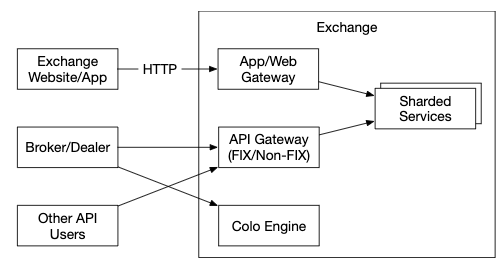 Exchange
Exchange
Website/App
HTTP
App/Web
Gateway
Sharded
Services
Broker/Dealer
API Gateway
(FIX/Non-FIX)
Other API
Users
Colo Engine